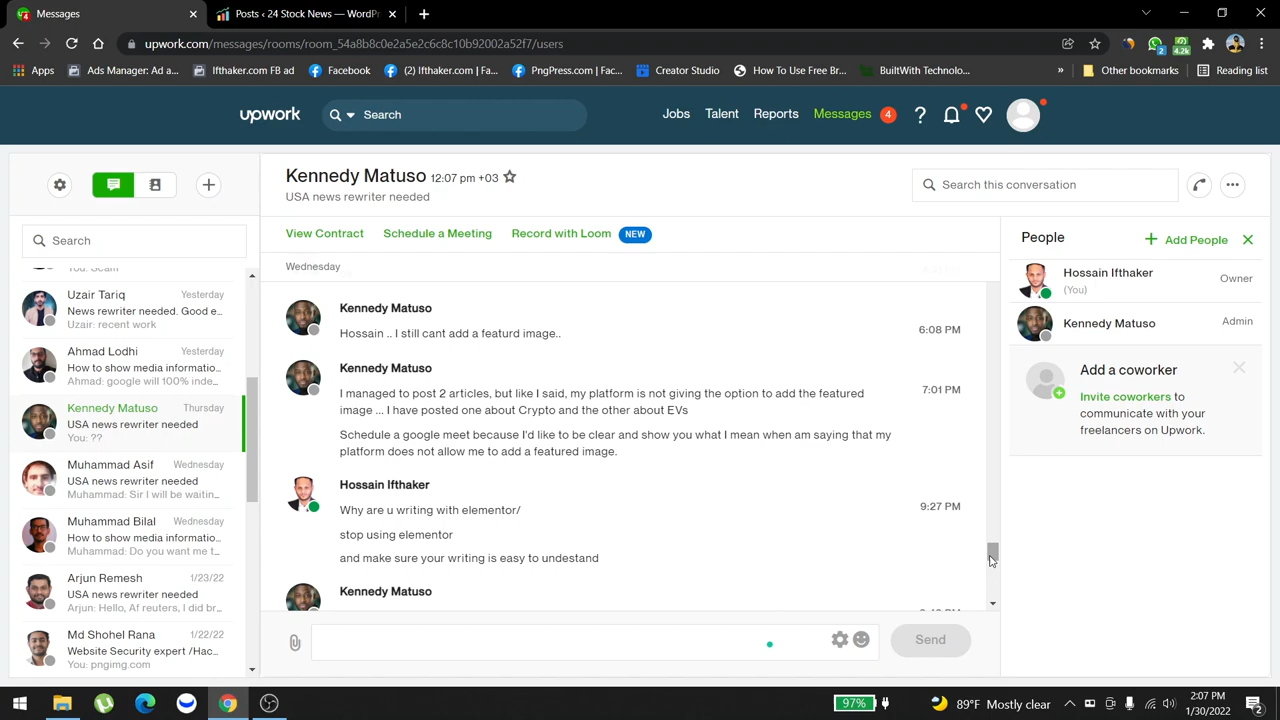 Messages
Posts ‹ 24 Stock News — WordPr
upwork.com/messages/rooms/room_54a8b8c0e2a5e2c6c8c10b92002a52f7/users
2
4.2k
Apps
Ads Manager: Ad a...
Ifthaker.com FB ad
Facebook
(2) Ifthaker.com | Fa...
PngPress.com | Fac...
Creator Studio
How To Use Free Br...
BuiltWith Technolo...
»
Other bookmarks
Reading list
upwork
Search
Jobs
Talent
Reports
Messages
4
?
Kennedy Matuso 12:07 pm +03
USA news rewriter needed
Search this conversation
Search
View Contract
Schedule a Meeting
Record with Loom
NEW
People
Add People
Wednesday
You: Scam
Uzair Tariq
Yesterday
News rewriter needed. Good e...
Uzair: recent work
Ahmad Lodhi
Yesterday
How to show media informatio...
Ahmad: google will 100% inde...
Kennedy Matuso
Thursday
USA news rewriter needed
You: ??
Muhammad Asif
Wednesday
USA news rewriter needed
Muhammad: Sir I will be waitin...
Muhammad Bilal
Wednesday
How to show media informatio...
Muhammad: Do you want me t...
Arjun Remesh
1/23/22
USA news rewriter needed
Arjun: Hello, Af reuters, I did br...
Md Shohel Rana
1/22/22
Website Security expert /Hac...
You: pngimg.com
Kennedy Matuso
Hossain .. I still cant add a featurd image..
6:08 PM
Kennedy Matuso
I managed to post 2 articles, but like I said, my platform is not giving the option to add the featured
7:01 PM
image ... I have posted one about Crypto and the other about EVs
Schedule a google meet because I'd like to be clear and show you what I mean when am saying that my
platform does not allow me to add a featured image.
Hossain Ifthaker
Why are u writing with elementor/
9:27 PM
stop using elementor
and make sure your writing is easy to undestand
Kennedy Matuso
Send
Hossain Ifthaker
(You)
Owner
Kennedy Matuso
Admin
Add a coworker
Invite coworkers to
communicate with your
freelancers on Upwork.
97%
89°F Mostly clear
2:07 PM
1/30/2022
2